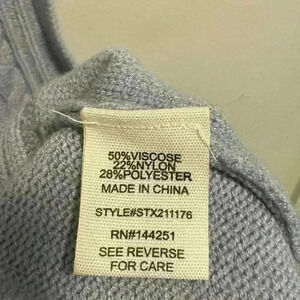 50%VISCOSE
22%NYLON
28%POLYESTER
MADE IN CHINA
STYLE#STX211176
RN#144251
SEE REVERSE
FOR CARE